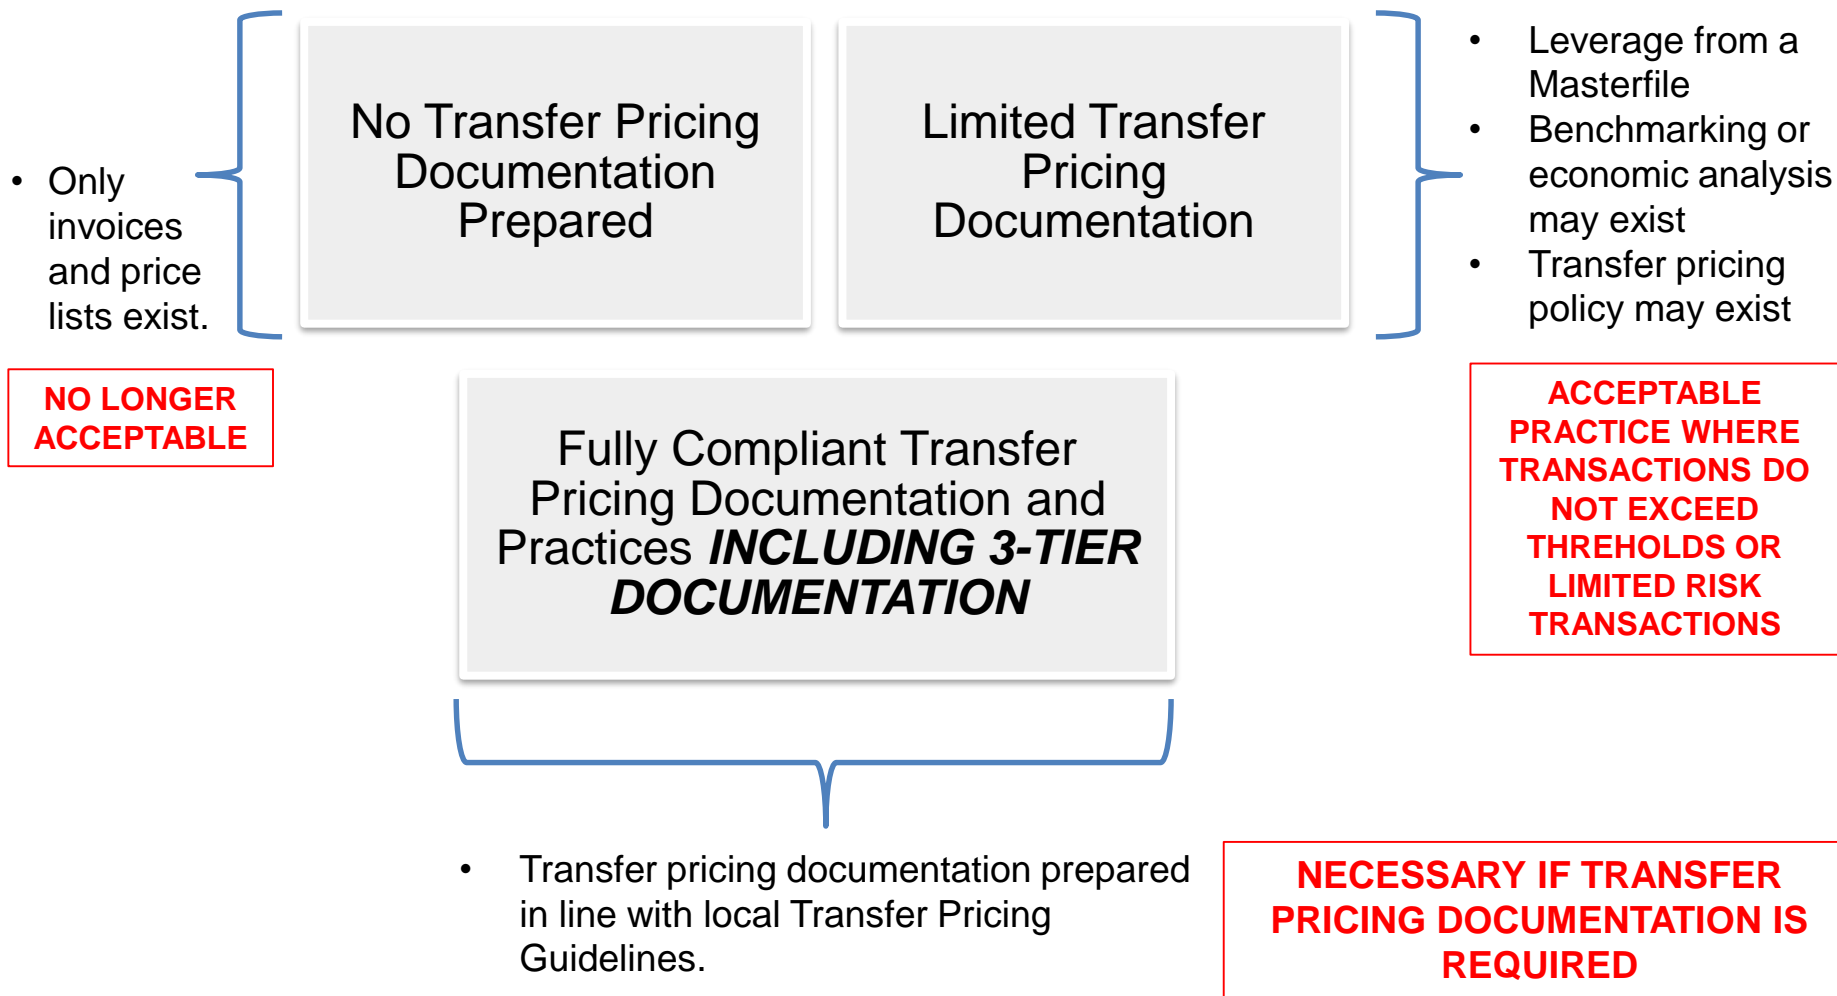 • Only
invoices
and price
lists exist.
NO LONGER
ACCEPTABLE
No Transfer Pricing
Documentation
Prepared
Limited Transfer
Pricing
Documentation
• Leverage from a
Masterfile
• Benchmarking or
economic analysis
may exist
• Transfer pricing
policy may exist
ACCEPTABLE
PRACTICE WHERE
TRANSACTIONS DO
NOT EXCEED
THREHOLDS OR
LIMITED RISK
TRANSACTIONS
Fully Compliant Transfer
Pricing Documentation and
Practices INCLUDING 3-TIER
DOCUMENTATION
• Transfer pricing documentation prepared
in line with local Transfer Pricing
Guidelines.
NECESSARY IF TRANSFER
PRICING DOCUMENTATION IS
REQUIRED